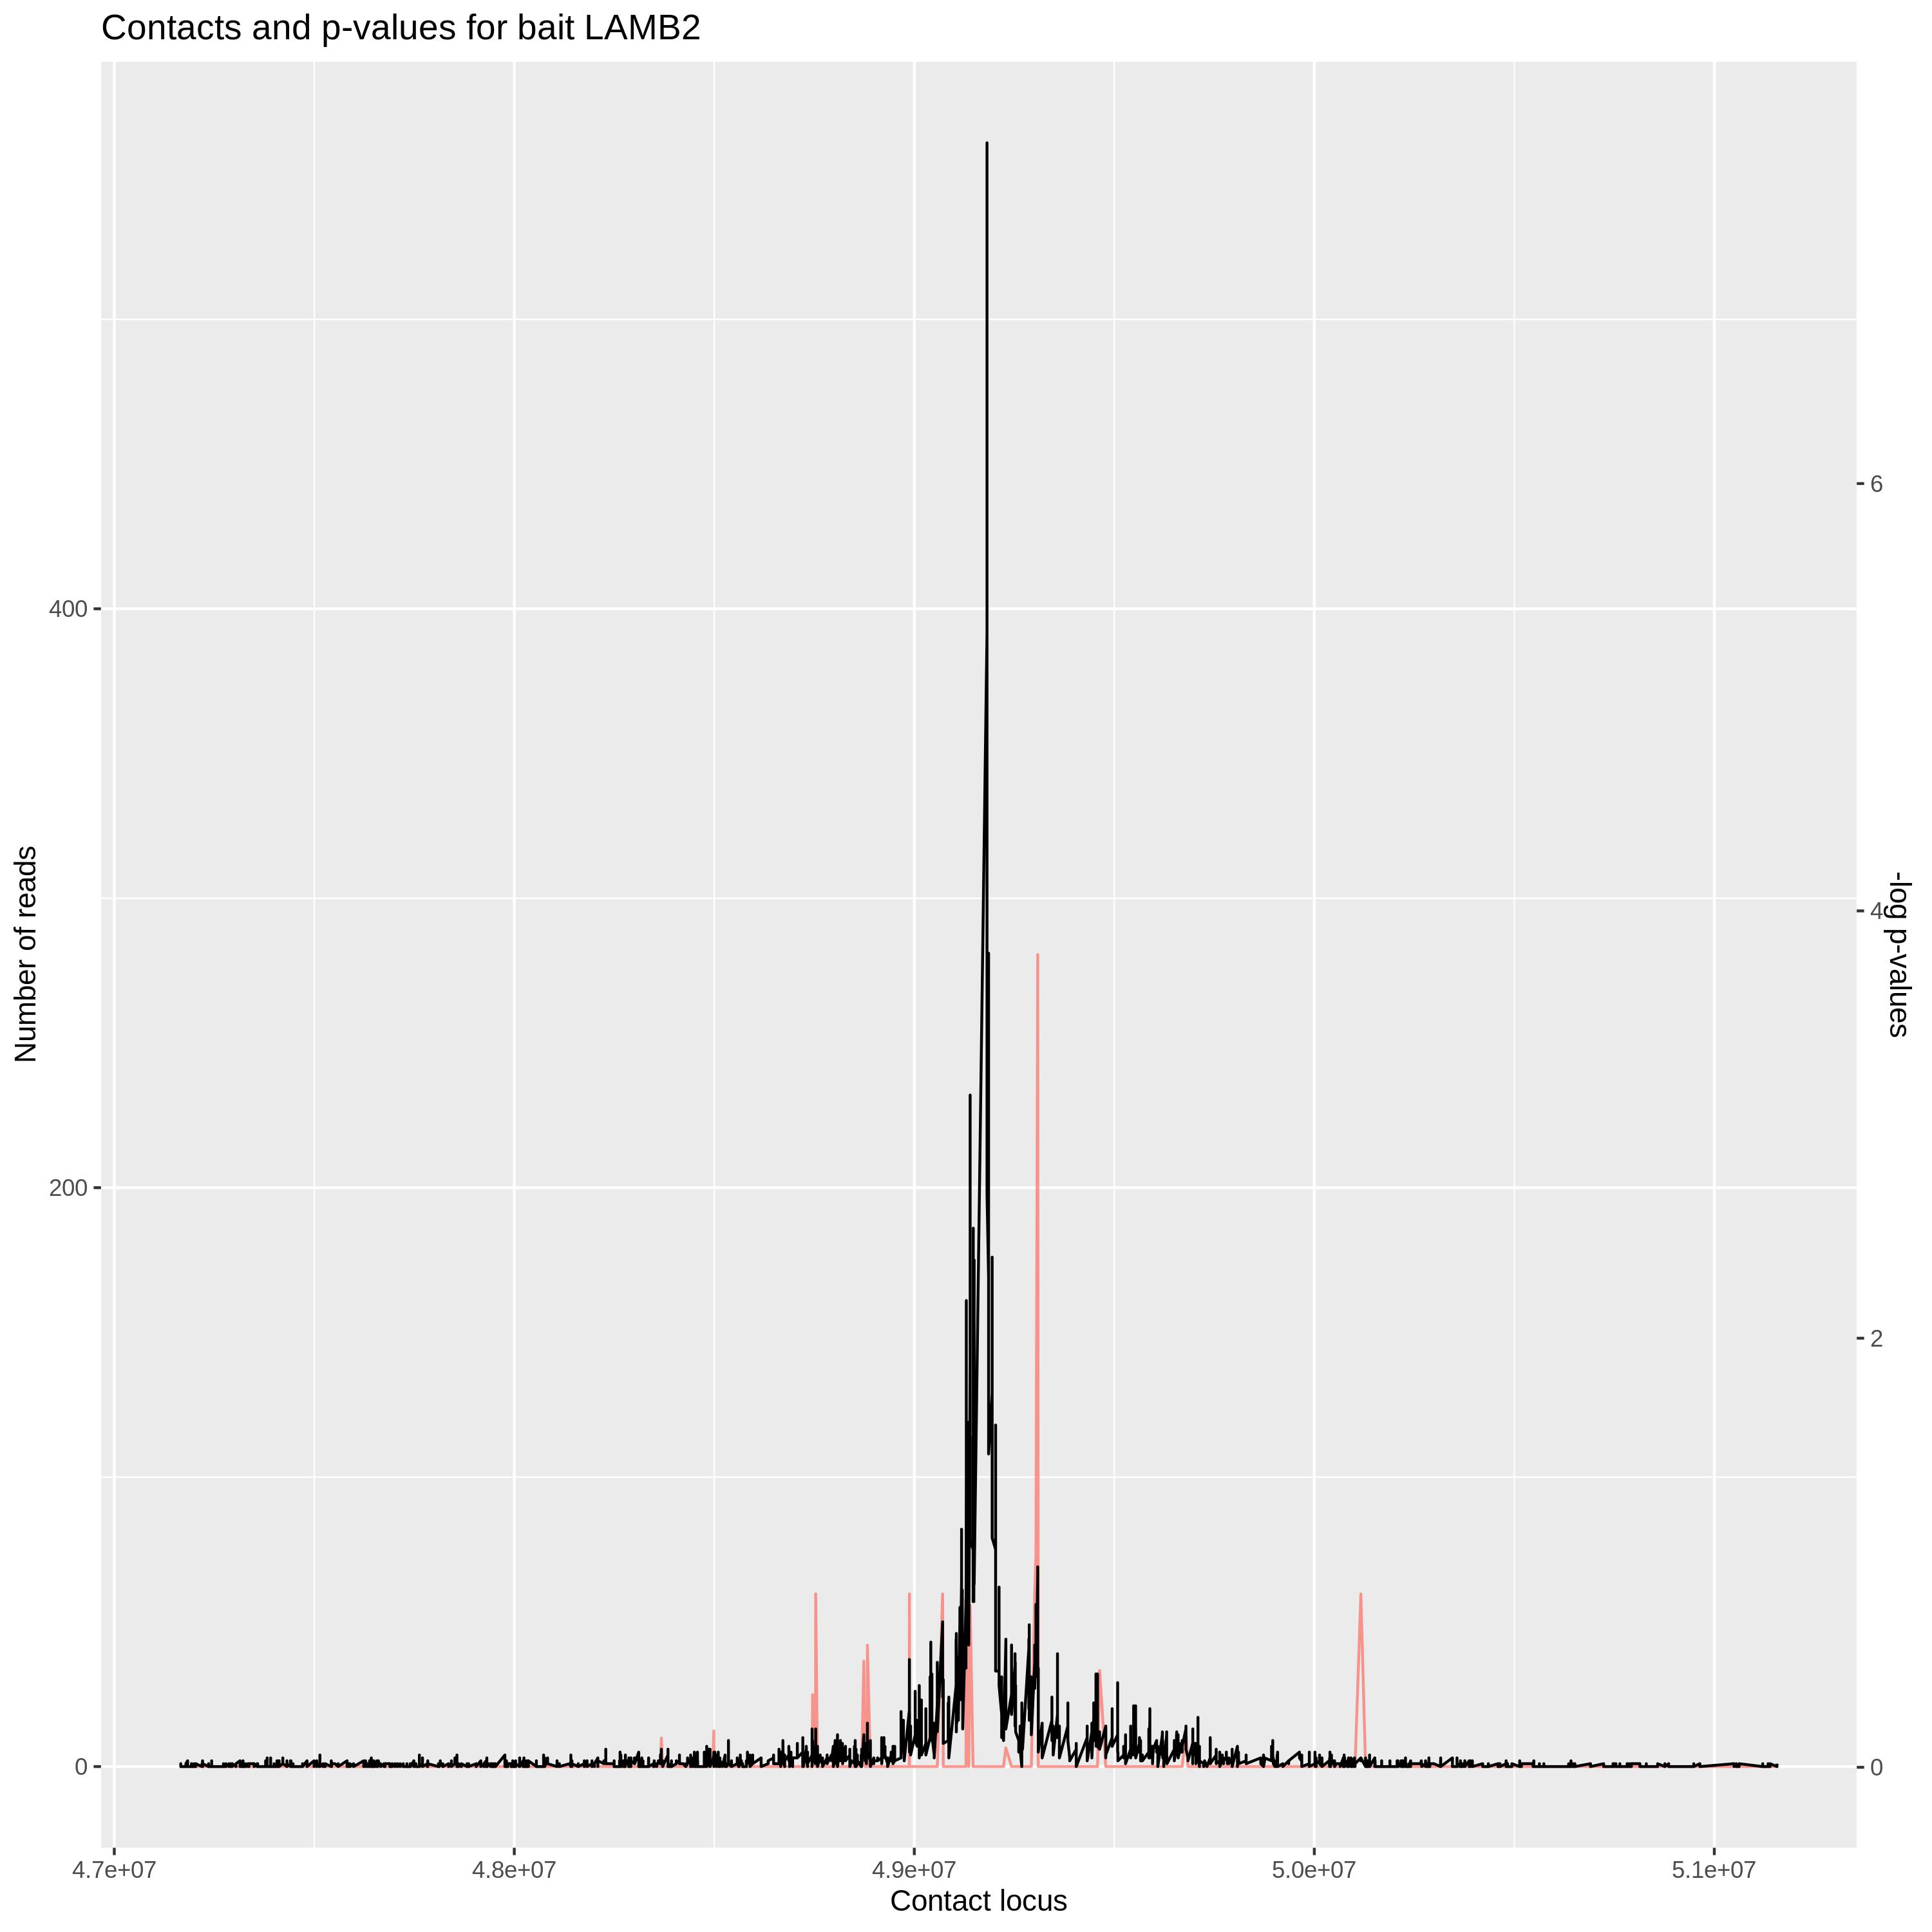 Contacts and p-values for bait LAMB2
Number of reads
400
200
0
6
4
2
0
-log p-values
4.7e+07
4.8e+07
4.9e+07
5.0e+07
5.1e+07
Contact locus